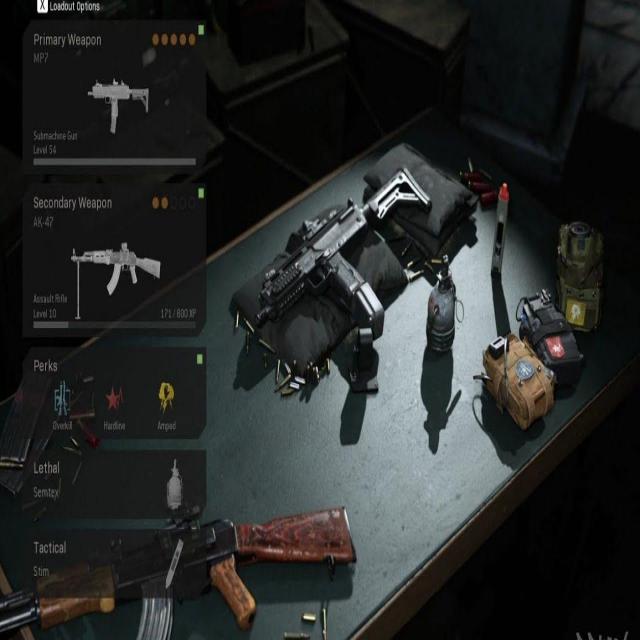 X Loadout Options
Primary Weapon
MP7
Submachine Gun
Level 54
Secondary Weapon
AK-47
Assault Rifle
Level 10 171 / 800 XP
Perks
Overkill Hardline Amped
Lethal
Semtex
Tactical
Stim